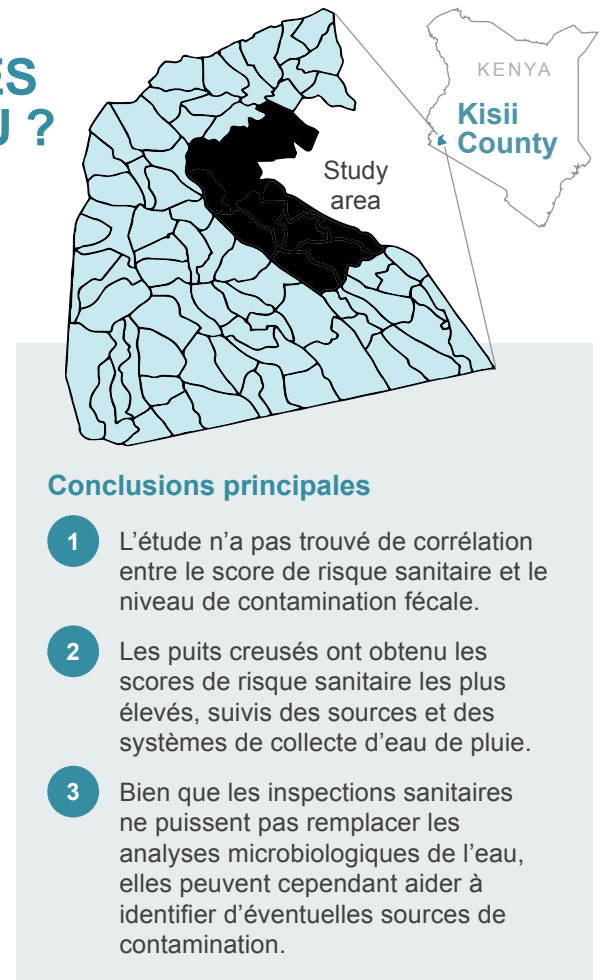 ES
U ?
KENYA
Kisii
County
Study
area
Conclusions principales
1
L’étude n’a pas trouvé de corrélation
entre le score de risque sanitaire et le
niveau de contamination fécale.
2
Les puits creusés ont obtenu les
scores de risque sanitaire les plus
élevés, suivis des sources et des
systèmes de collecte d’eau de pluie.
3
Bien que les inspections sanitaires
ne puissent pas remplacer les
analyses microbiologiques de l’eau,
elles peuvent cependant aider à
identifier d’éventuelles sources de
contamination.